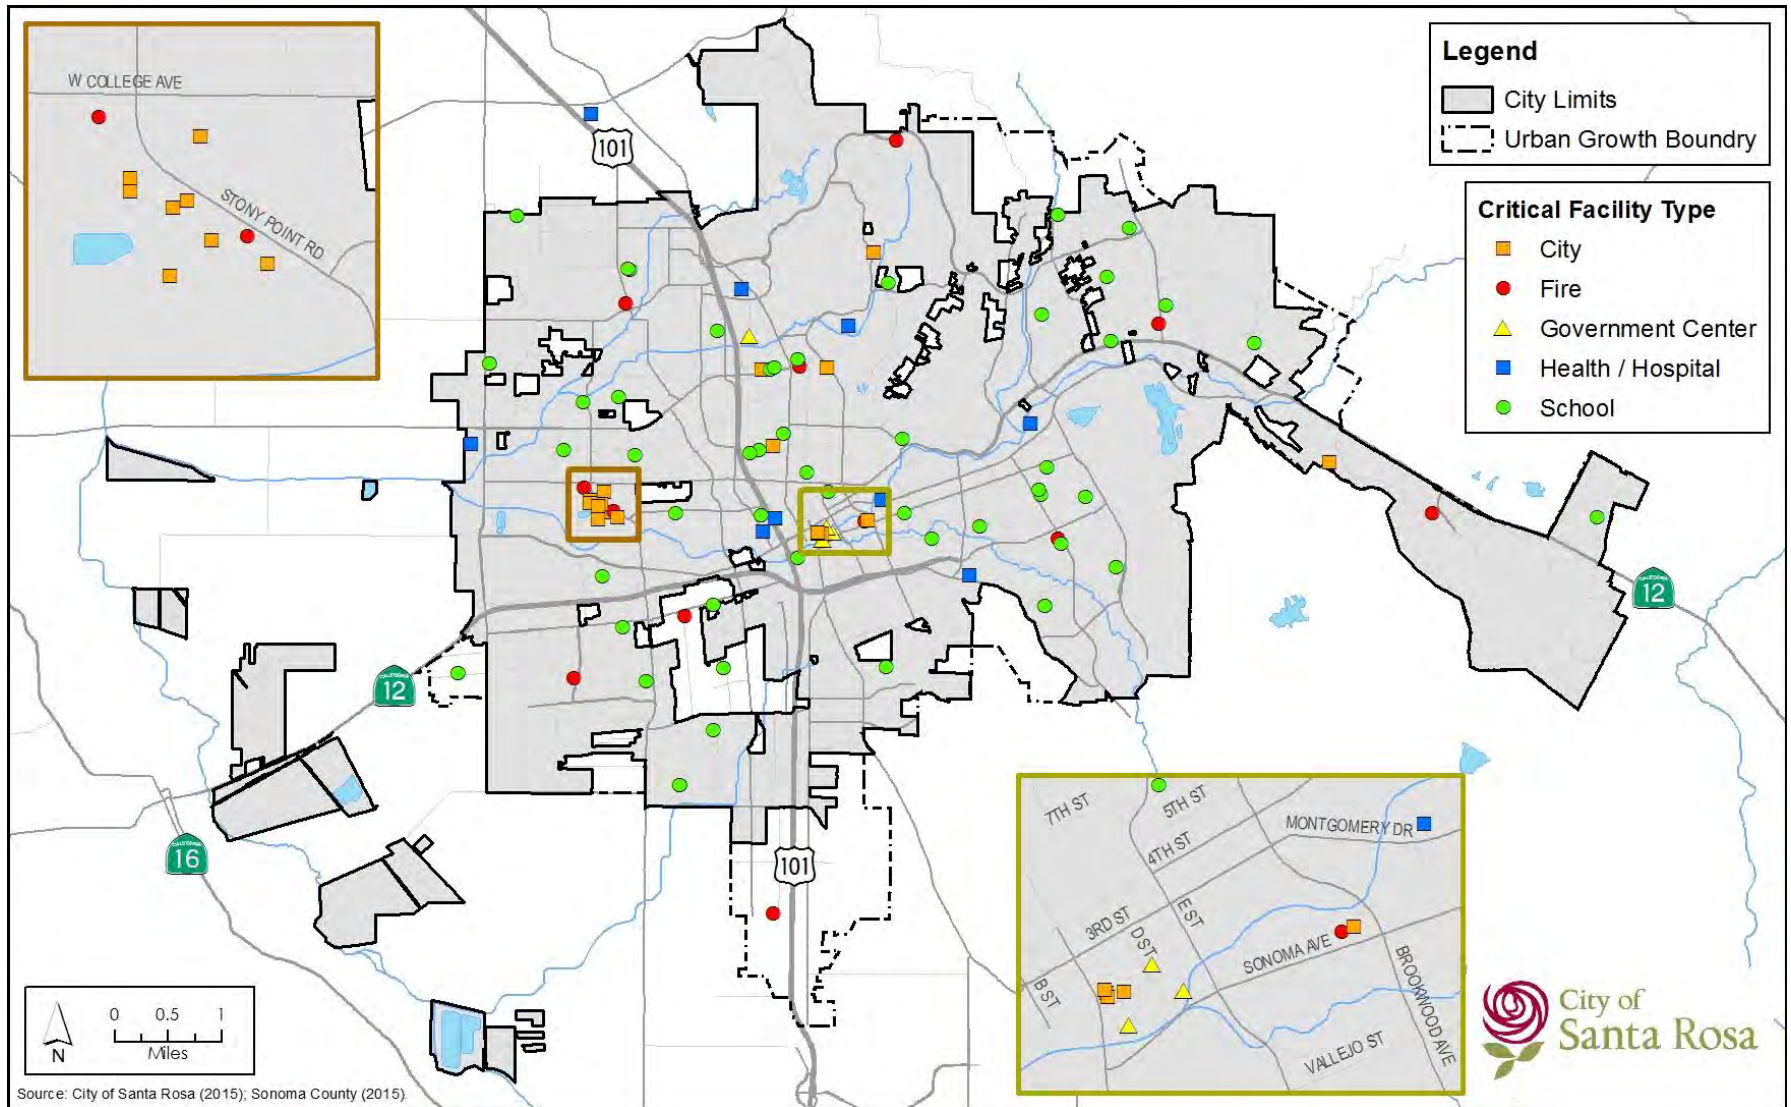 W COLLEGE AVE
STONY POINT RD
101
Legend
City Limits
Urban Growth Boundry
Critical Facility Type
City
Fire
Government Center
Health / Hospital
School
CALIFORNIA
12
CALIFORNIA
12
CALIFORNIA
16
101
7TH ST
5TH ST
4TH ST
MONTGOMERY DR
3RD ST
D ST
E ST
B ST
SONOMA AVE
BROOKWOOD AVE
VALLEJO ST
N
0 0.5 1
Miles
City of
Santa Rosa
Source: City of Santa Rosa (2015); Sonoma County (2015).